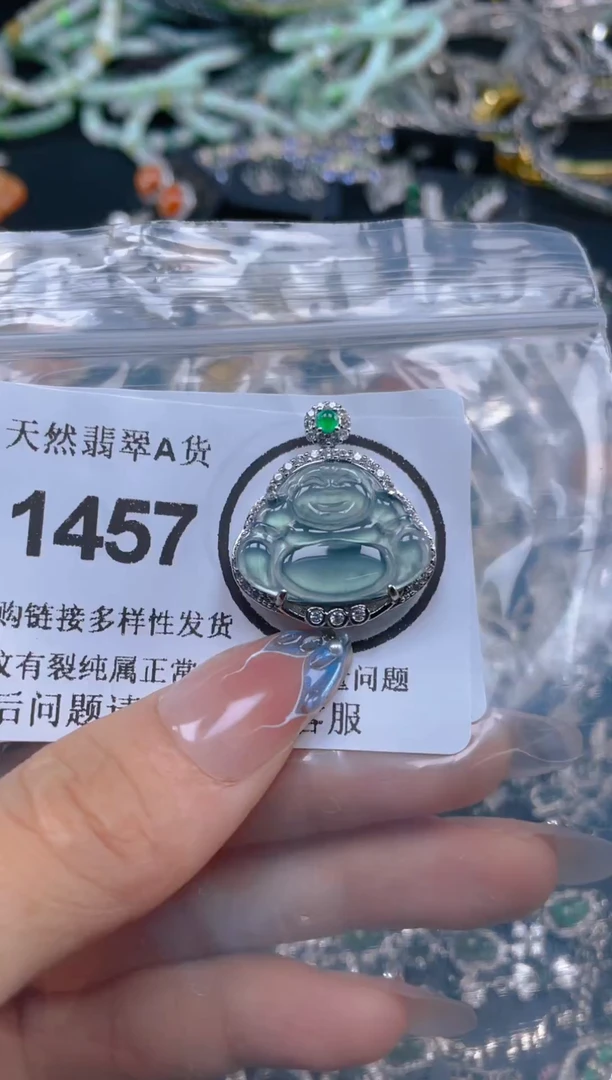 天然翡翠A货
1457
购链接多样性发货
纹有裂纯属正常 问题
后问题请 客服